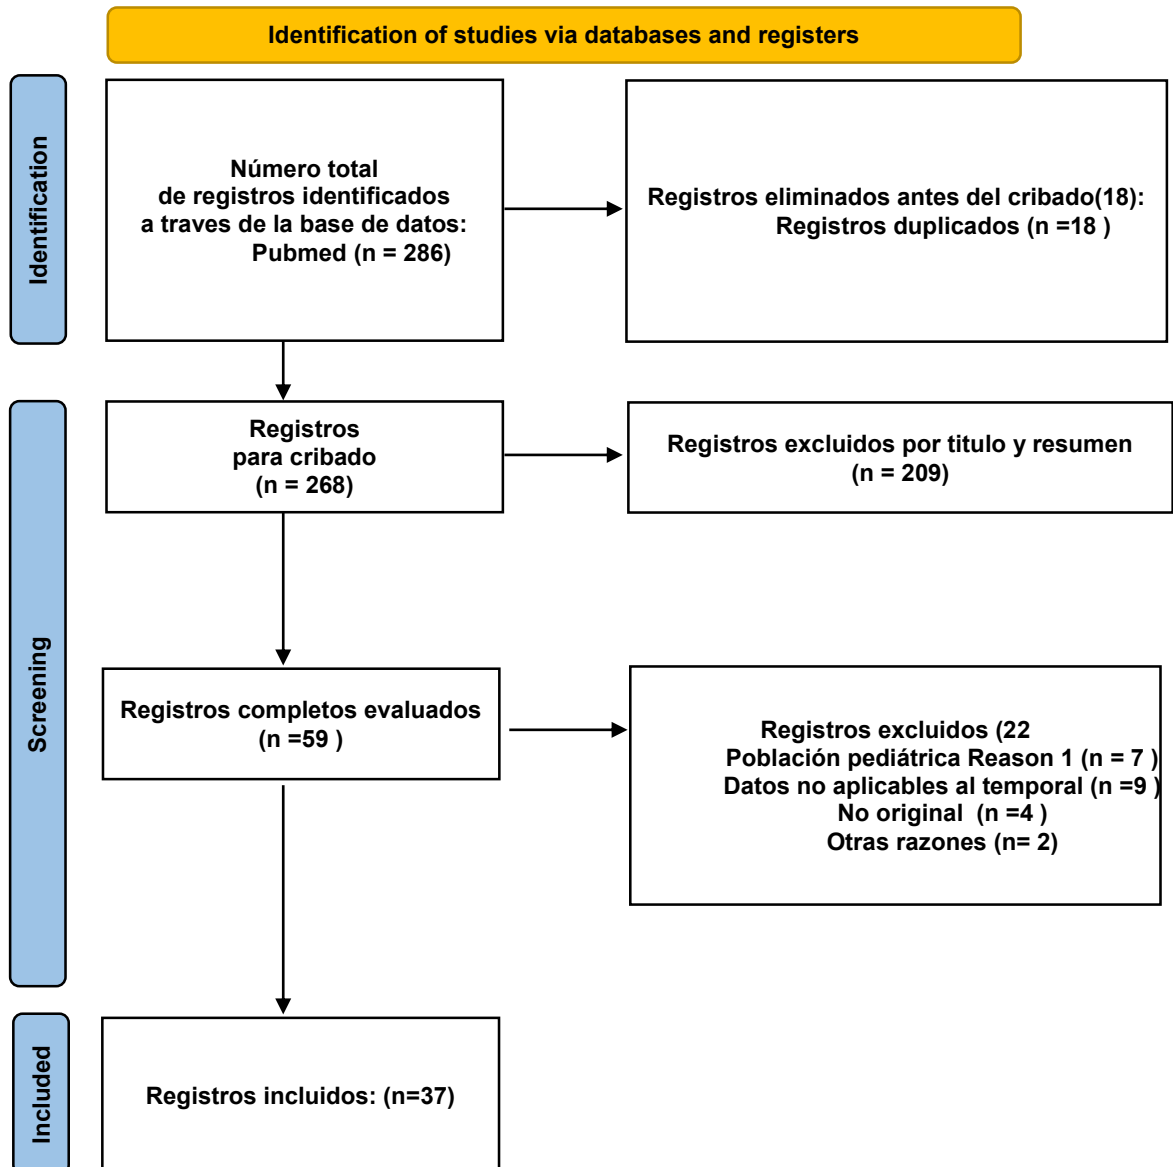 Identification of studies via databases and registers
Identification
Número total
de registros identificados
a traves de la base de datos:
Pubmed (n = 286)
Registros eliminados antes del cribado(18):
Registros duplicados (n =18 )
Screening
Registros
para cribado
(n = 268)
Registros excluidos por titulo y resumen
(n = 209)
Registros completos evaluados
(n =59 )
Registros excluidos (22
Población pediátrica Reason 1 (n = 7 )
Datos no aplicables al temporal (n =9 )
No original  (n =4 )
Otras razones (n= 2)
Included
Registros incluidos: (n=37)